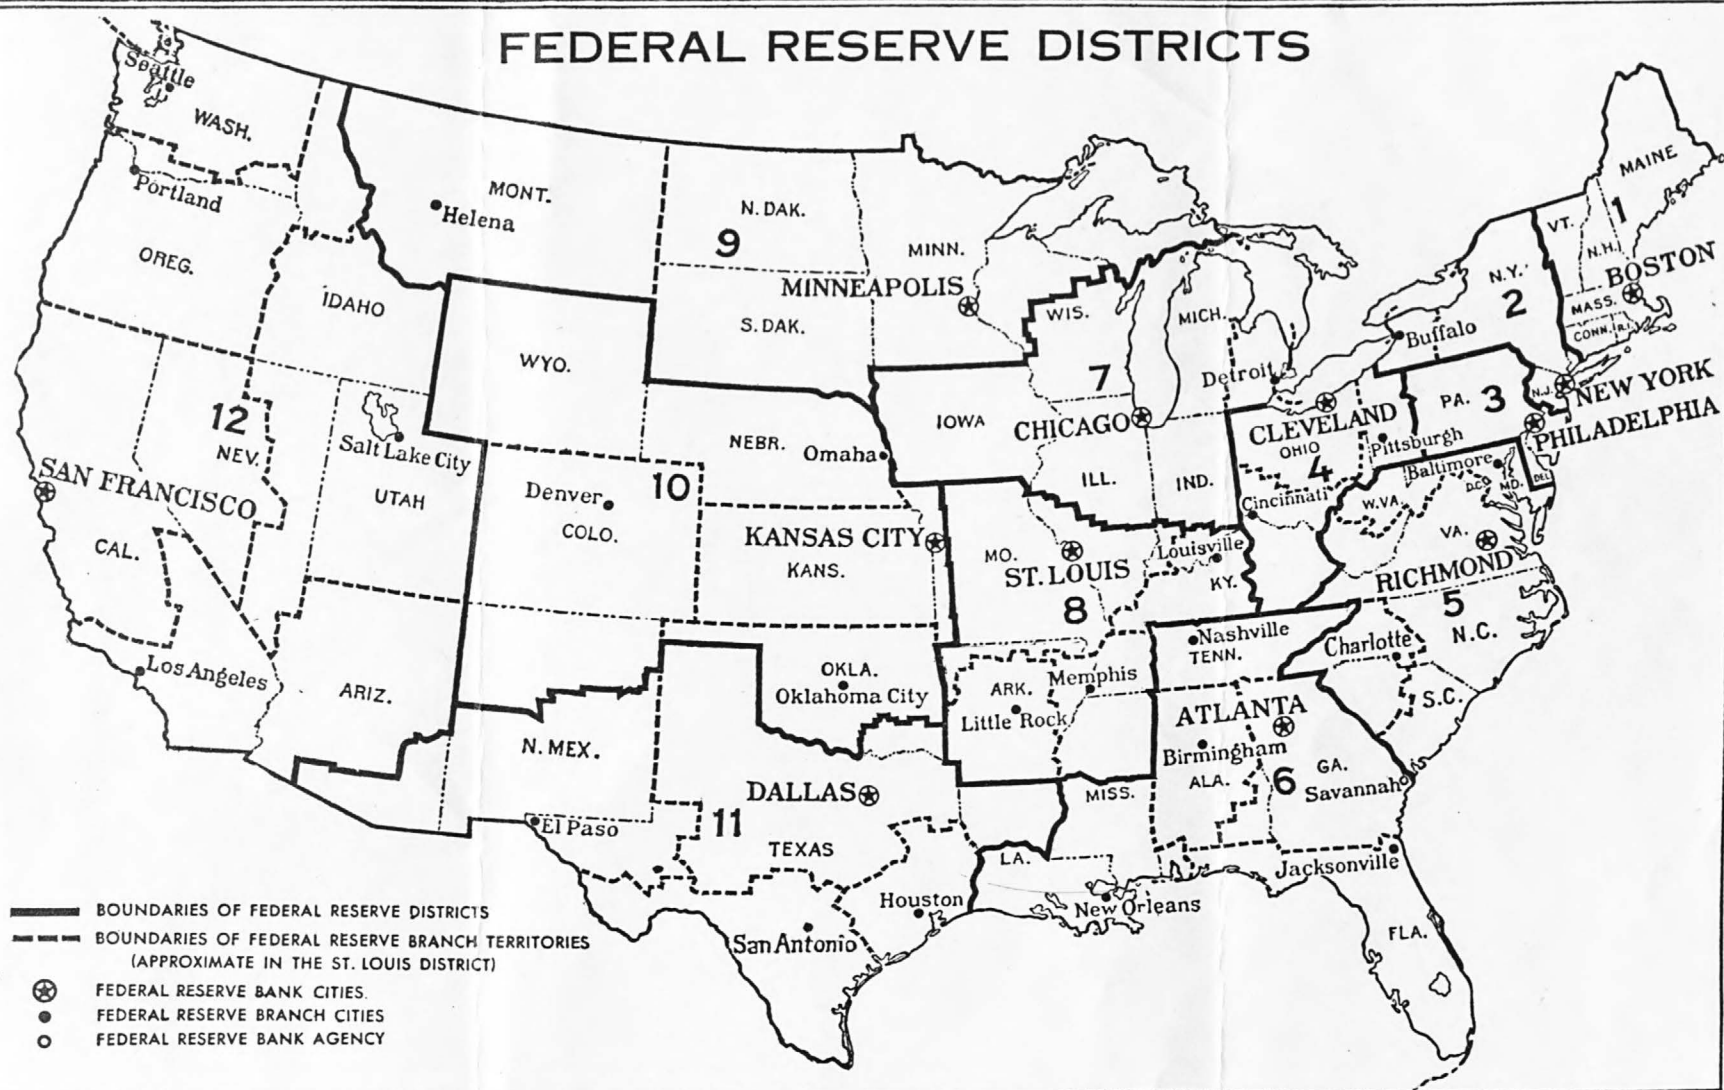 FEDERAL RESERVE DISTRICTS
Seattle
WASH.
Portland
OREG.
MONT.
Helena
IDAHO
N. DAK.
9
S. DAK.
MINN.
MINNEAPOLIS
WIS.
MICH.
7
Detroit
MAINE
1
VT.
N.H.
BOSTON
MASS.
CONN.
R.I.
N.Y.
2
Buffalo
N.J.
NEW YORK
PA.
3
PHILADELPHIA
Pittsburgh
CLEVELAND
OHIO
4
Cincinnati
WYO.
12
NEV.
Salt Lake City
UTAH
SAN FRANCISCO
CAL.
Los Angeles
ARIZ.
NEBR.
Omaha
IOWA
CHICAGO
ILL.
IND.
Denver
10
COLO.
KANSAS CITY
KANS.
MO.
ST. LOUIS
8
Louisville
KY.
Baltimore
D.C.
MD.
DEL.
W.VA.
VA.
RICHMOND
5
N.C.
Charlotte
S.C.
Nashville
TENN.
Memphis
OKLA.
Oklahoma City
ARK.
Little Rock
N. MEX.
El Paso
DALLAS
11
TEXAS
Houston
San Antonio
LA.
New Orleans
MISS.
ATLANTA
Birmingham
ALA.
6
GA.
Savannah
Jacksonville
FLA.
BOUNDARIES OF FEDERAL RESERVE DISTRICTS
BOUNDARIES OF FEDERAL RESERVE BRANCH TERRITORIES
(APPROXIMATE IN THE ST. LOUIS DISTRICT)
FEDERAL RESERVE BANK CITIES.
FEDERAL RESERVE BRANCH CITIES
FEDERAL RESERVE BANK AGENCY